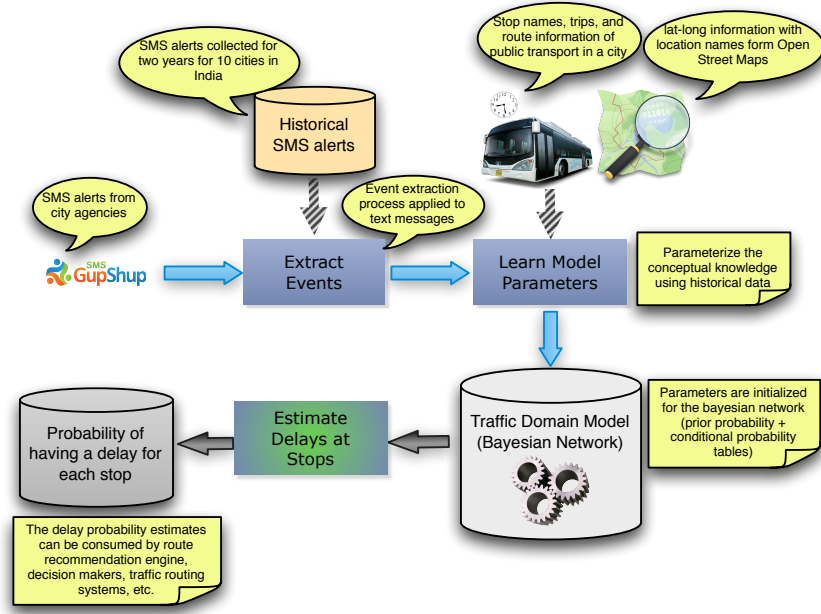 SMS alerts collected for
two years for 10 cities in
India
Stop names, trips, and
route information of
public transport in a city
lat-long information with
location names form Open
Street Maps
Historical
SMS alerts
SMS alerts from
city agencies
Event extraction
process applied to
text messages
SMS
GupShup
Extract
Events
Learn Model
Parameters
Parameterize the
conceptual knowledge
using historical data
Traffic Domain Model
(Bayesian Network)
Parameters are initialized
for the bayesian network
(prior probability +
conditional probability
tables)
Estimate
Delays at
Stops
Probability of
having a delay for
each stop
The delay probability estimates
can be consumed by route
recommendation engine,
decision makers, traffic routing
systems, etc.